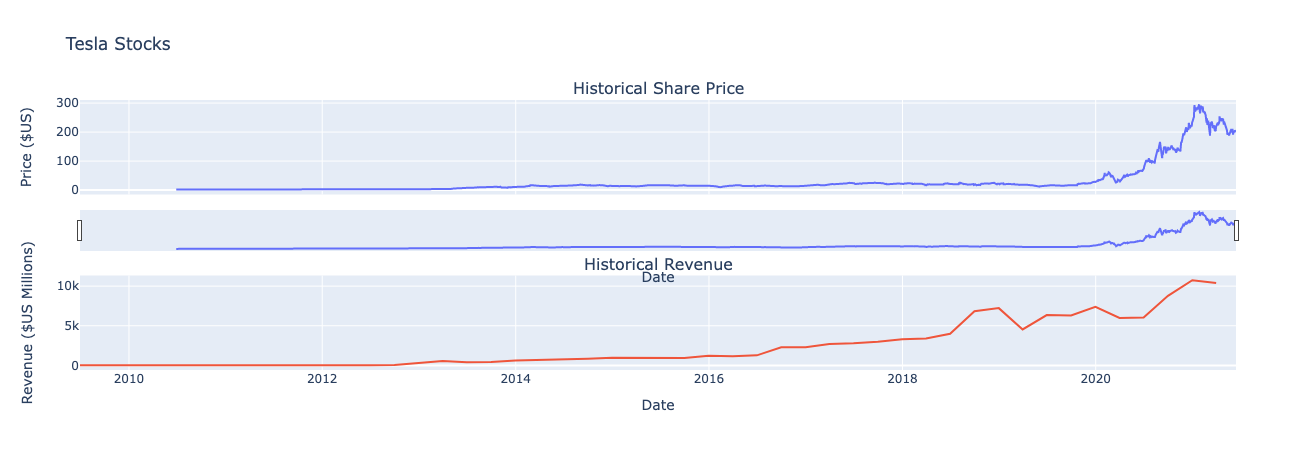 Tesla Stocks
Historical Share Price
Price ($US)
300
200
100
0
Historical Revenue
Date
Revenue ($US Millions)
10k
5k
0
2010 2012 2014 2016 2018 2020
Date